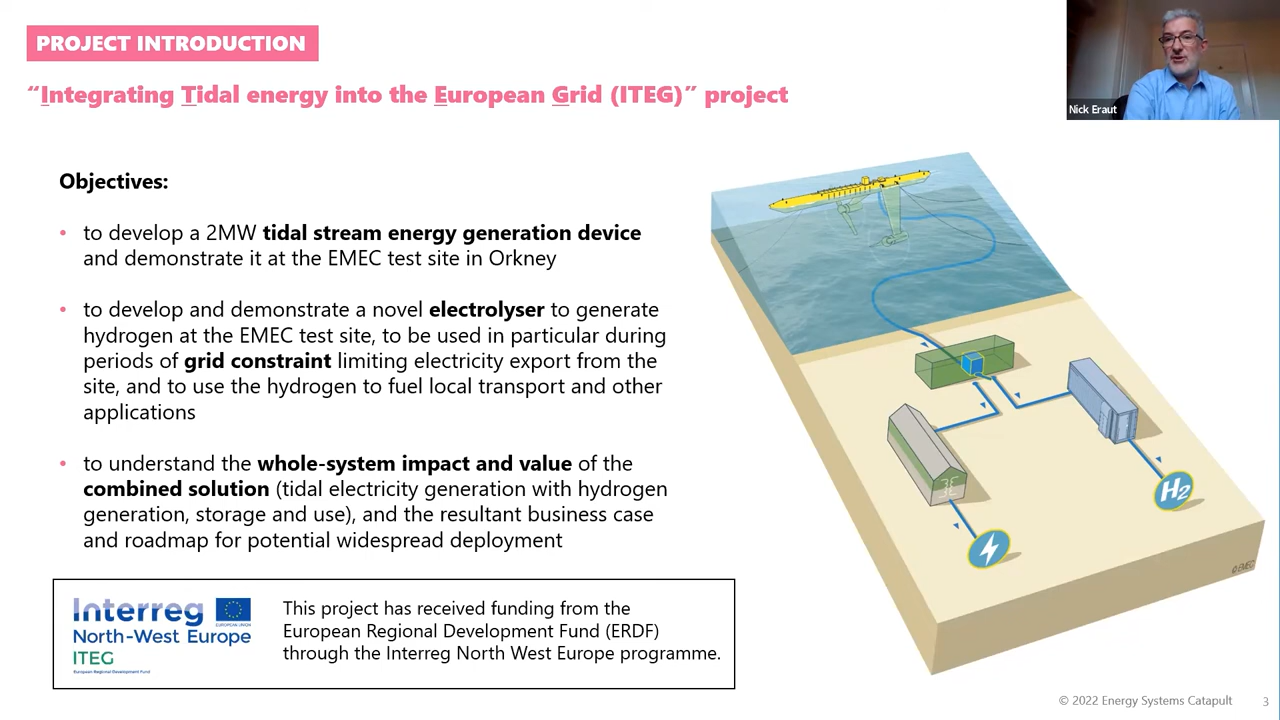 PROJECT INTRODUCTION
“Integrating Tidal energy into the European Grid (ITEG)” project
Nick Eraut
Objectives:
• to develop a 2MW tidal stream energy generation device
and demonstrate it at the EMEC test site in Orkney
• to develop and demonstrate a novel electrolyser to generate
hydrogen at the EMEC test site, to be used in particular during
periods of grid constraint limiting electricity export from the
site, and to use the hydrogen to fuel local transport and other
applications
• to understand the whole-system impact and value of the
combined solution (tidal electricity generation with hydrogen
generation, storage and use), and the resultant business case
and roadmap for potential widespread deployment
H2
© EMEC
Interreg
EUROPEAN UNION
North-West Europe
ITEG
European Regional Development Fund
This project has received funding from the
European Regional Development Fund (ERDF)
through the Interreg North West Europe programme.
© 2022 Energy Systems Catapult
3